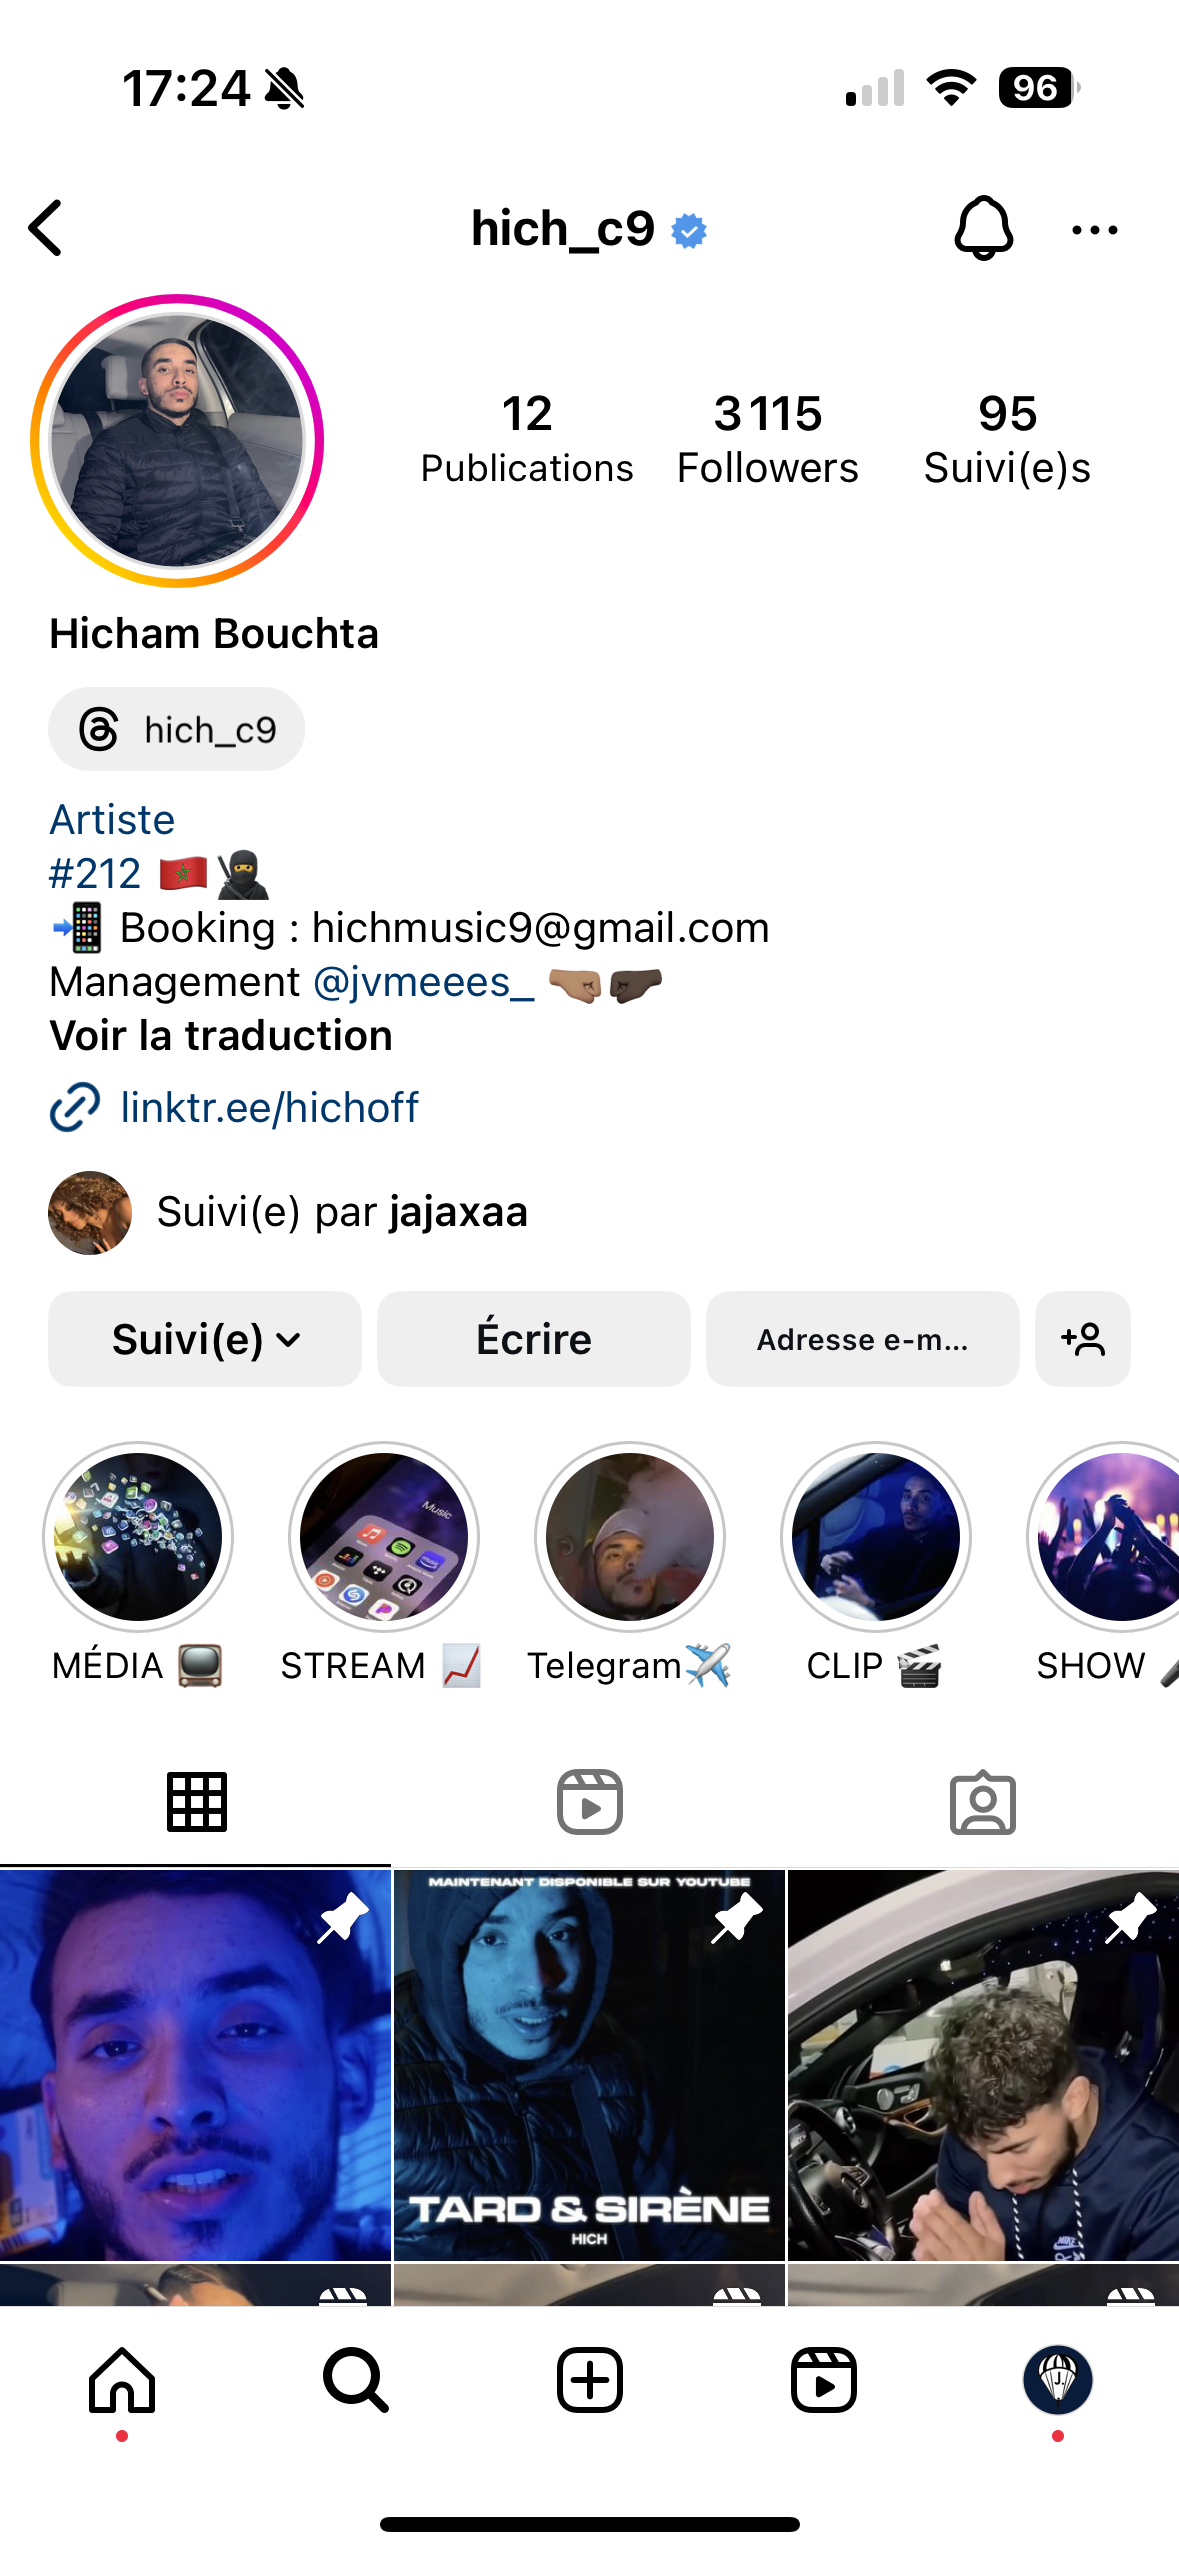 17:24
96
hich_c9
12
Publications
3 115
Followers
95
Suivi(e)s
Hicham Bouchta
hich_c9
Artiste
#212 🇲🇦🥷
📲 Booking : hichmusic9@gmail.com
Management @jvmeees_ 🤜🏽🤛🏿
Voir la traduction
linktr.ee/hichoff
Suivi(e) par jajaxaa
Suivi(e)
Écrire
Adresse e-m...
Music
MÉDIA 📺
STREAM 📈
Telegram✈️
CLIP 🎬
SHOW 🎤
MAINTENANT DISPONIBLE SUR YOUTUBE
TARD & SIRÈNE
HICH
NIKE
J.